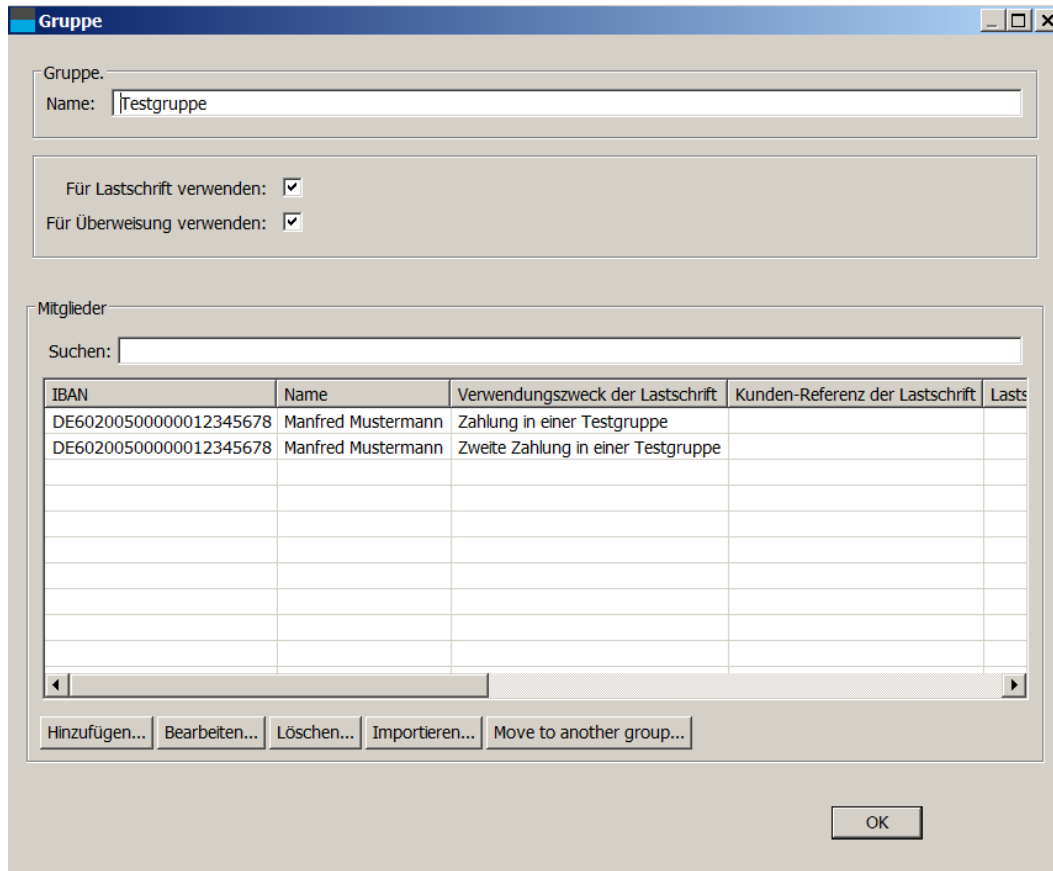 Gruppe
Gruppe.
Name: Testgruppe
Für Lastschrift verwenden:
Für Überweisung verwenden:
Mitglieder
Suchen:
IBAN Name Verwendungszweck der Lastschrift Kunden-Referenz der Lastschrift Lasts
DE60200500000012345678 Manfred Mustermann Zahlung in einer Testgruppe
DE60200500000012345678 Manfred Mustermann Zweite Zahlung in einer Testgruppe
Hinzufügen... Bearbeiten... Löschen... Importieren... Move to another group...
OK